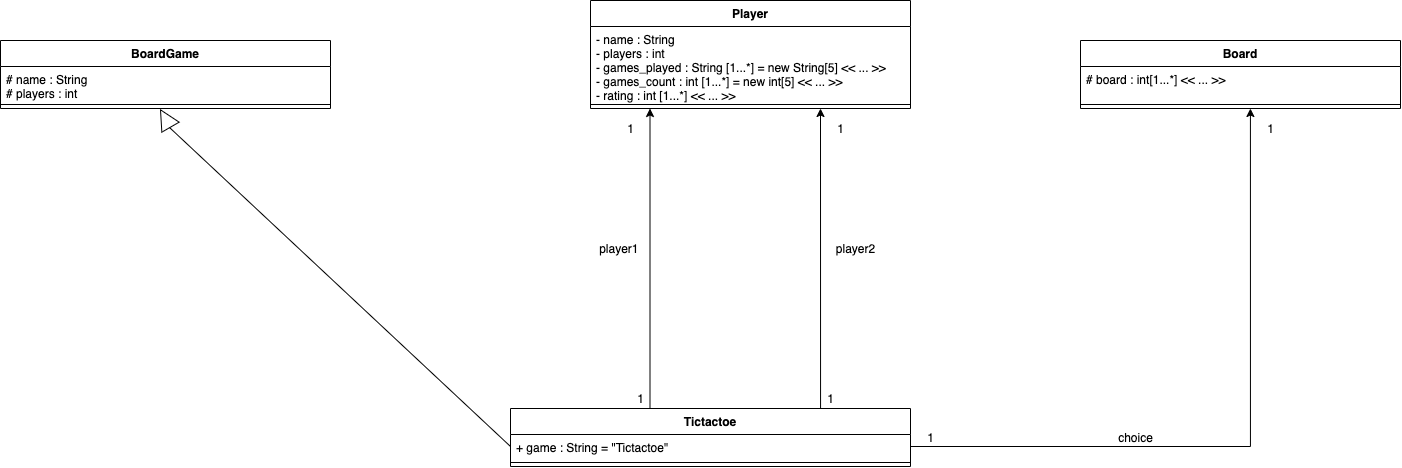 Player
- name : String
- players : int
- games_played : String [1...*] = new String[5] << ... >>
- games_count : int [1...*] = new int[5] << ... >>
- rating : int [1...*] << ... >>
BoardGame
# name : String
# players : int
Board
# board : int[1...*] << ... >>
1
1
1
player1
player2
1
1
Tictactoe
+ game : String = "Tictactoe"
1
choice